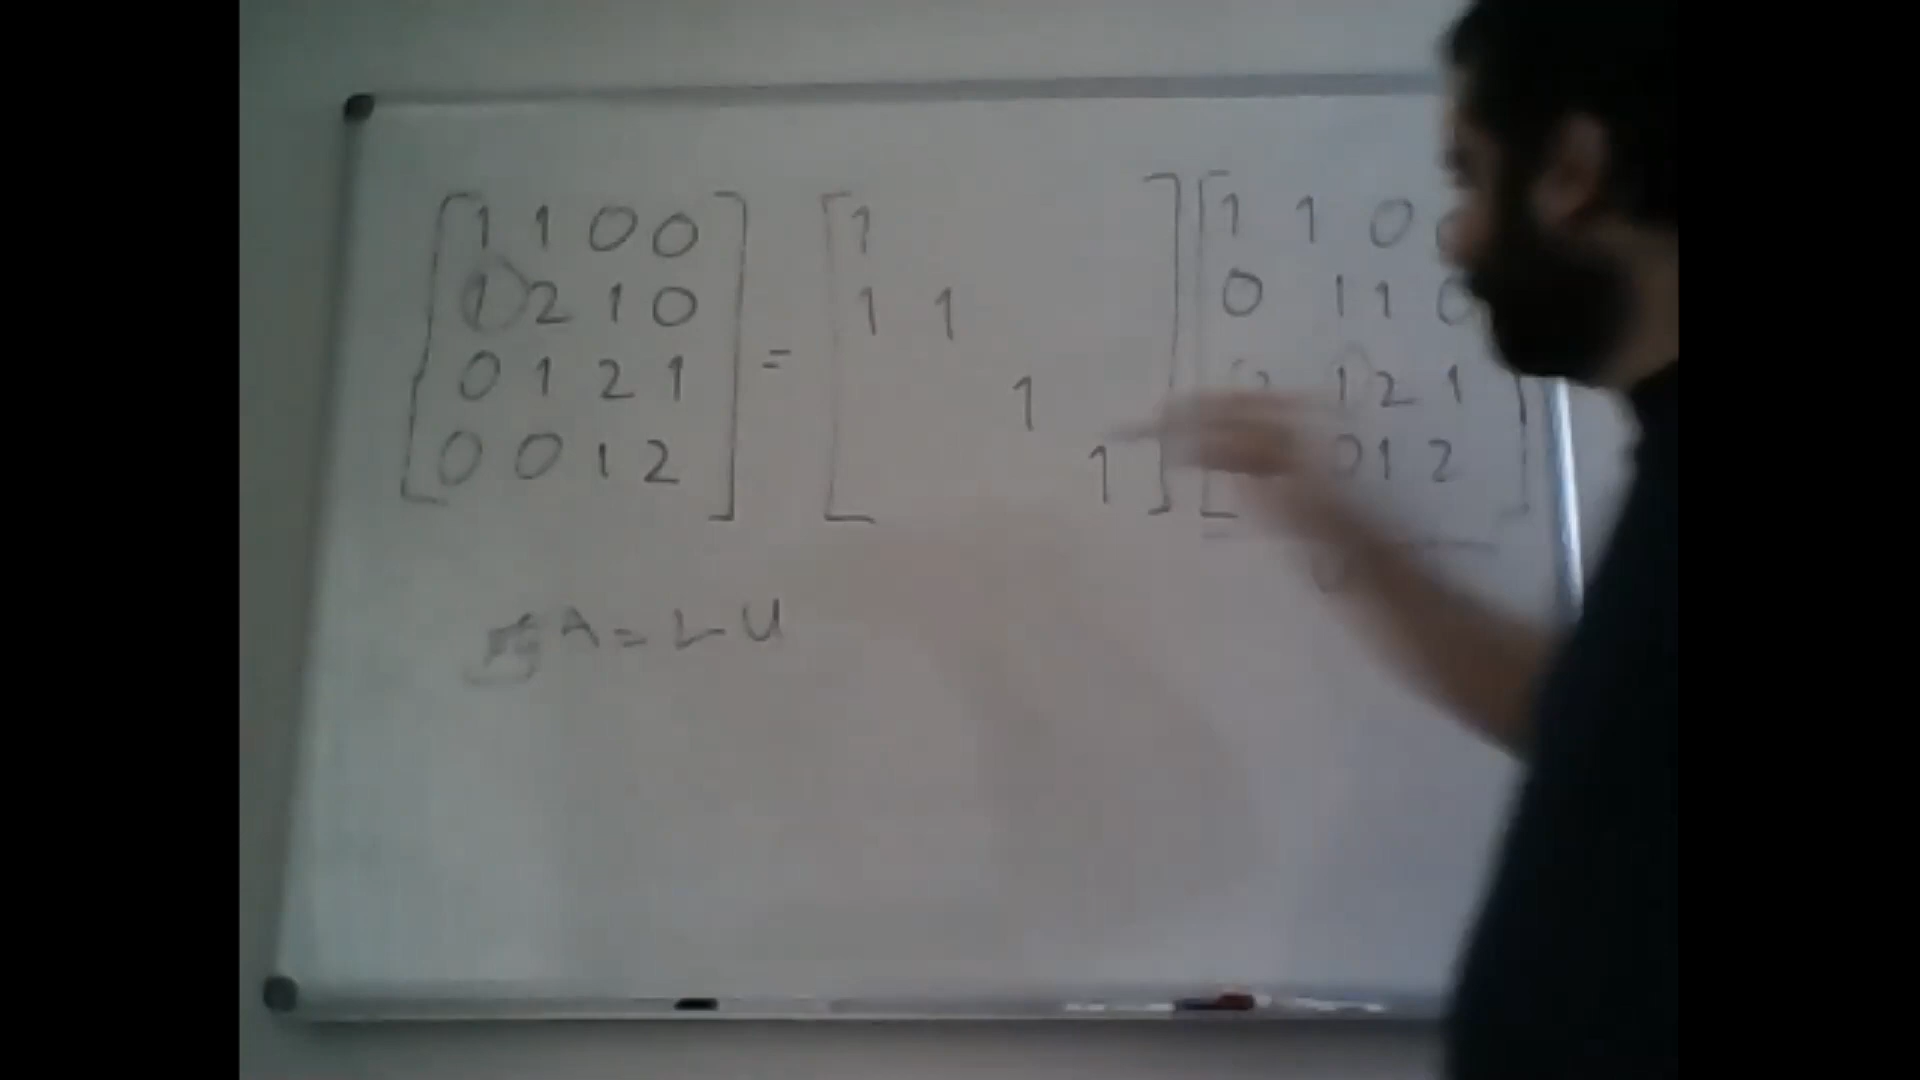 [1 1 0 0] [1 ] [1 1 0
[1 2 1 0] [1 1 ] [0 1 1 0
[0 1 2 1] = [ 1 ] [ 1 2 1]
[0 0 1 2] [ 1] [ 0 1 2]
A = L U